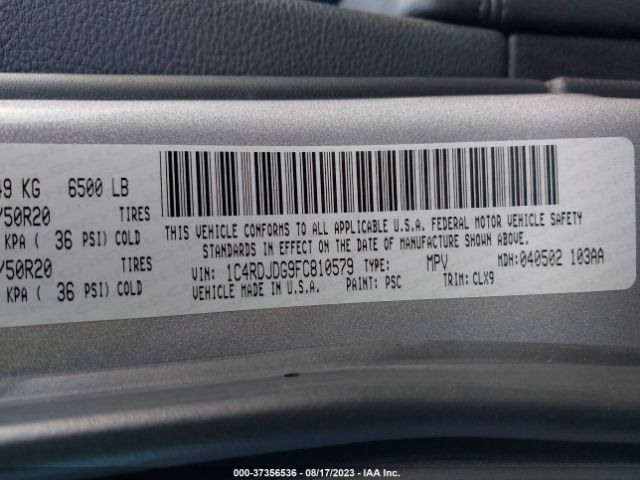 49 KG 6500 LB
/50R20 TIRES
KPA ( 36 PSI) COLD
/50R20 TIRES
KPA ( 36 PSI) COLD
THIS VEHICLE CONFORMS TO ALL APPLICABLE U.S.A. FEDERAL MOTOR VEHICLE SAFETY
STANDARDS IN EFFECT ON THE DATE OF MANUFACTURE SHOWN ABOVE.
VIN: 1C4RDJDG9FC810579 TYPE: MPV MDH: 040502 103AA
VEHICLE MADE IN U.S.A. PAINT: PSC TRIM: CLX9
000-37356536 - 08/17/2023 - IAA Inc.